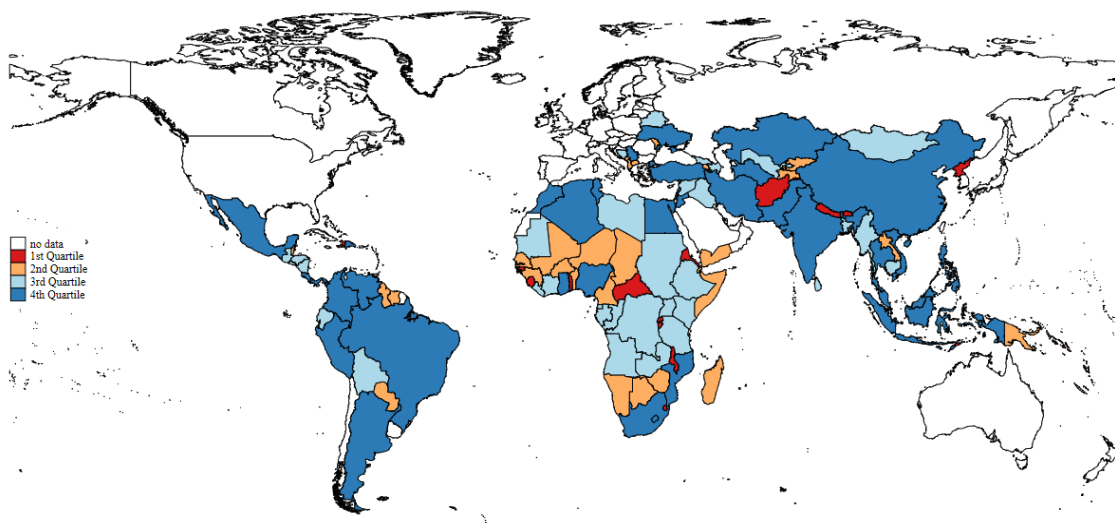 no data
1st Quartile
2nd Quartile
3rd Quartile
4th Quartile